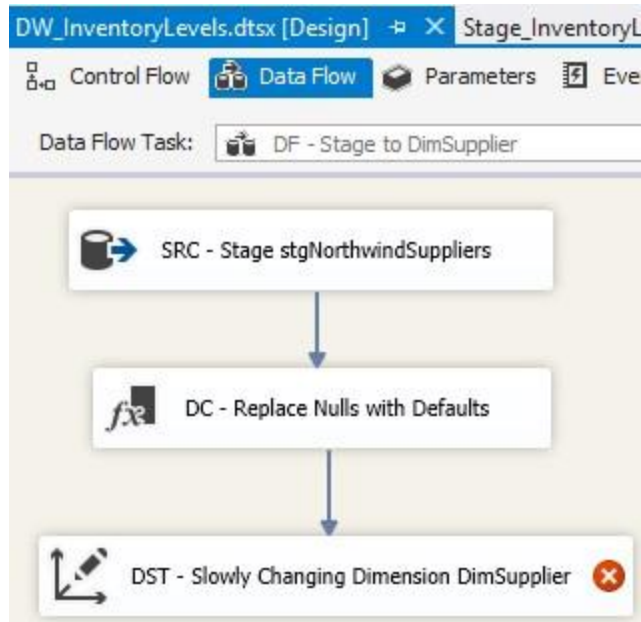 DW_InventoryLevels.dtsx [Design] Stage_InventoryL
Control Flow Data Flow Parameters Eve
Data Flow Task: DF - Stage to DimSupplier
SRC - Stage stgNorthwindSuppliers
fx DC - Replace Nulls with Defaults
DST - Slowly Changing Dimension DimSupplier